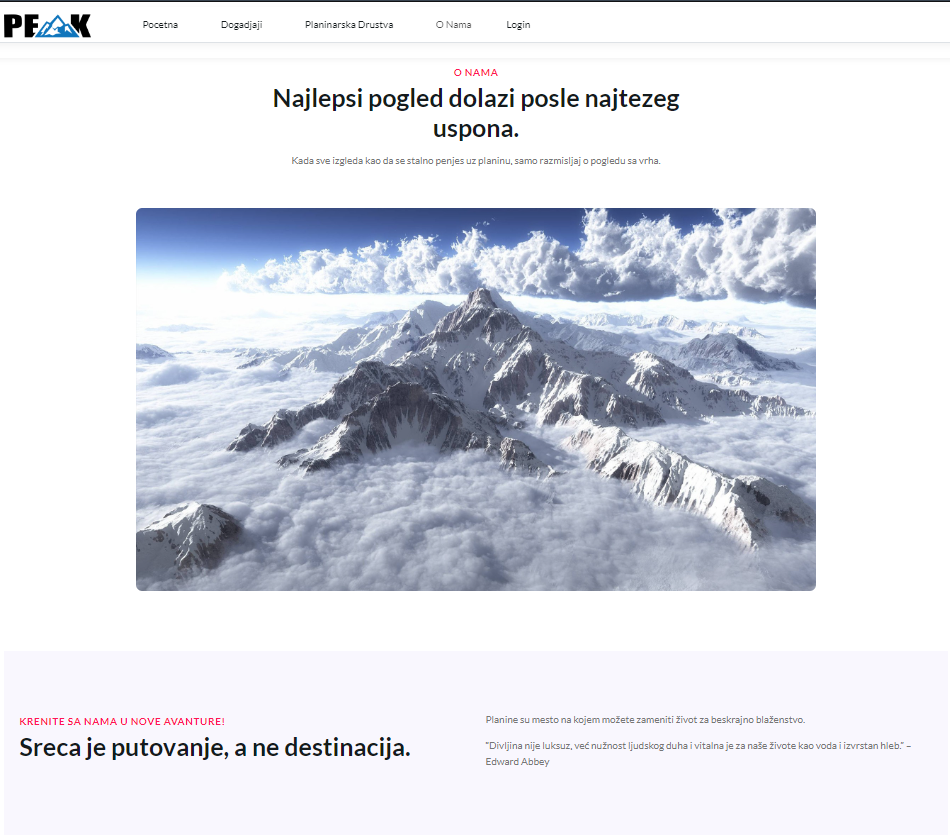 PEAK
Pocetna
Dogadjaji
Planinarska Drustva
O Nama
Login
O NAMA
Najlepsi pogled dolazi posle najtezeg
uspona.
Kada sve izgleda kao da se stalno penjes uz planinu, samo razmisljaj o pogledu sa vrha.
KRENITE SA NAMA U NOVE AVANTURE!
Sreca je putovanje, a ne destinacija.
Planine su mesto na kojem možete zameniti život za beskrajno blaženstvo.
"Divljina nije luksuz, već nužnost ljudskog duha i vitalna je za naše živote kao voda i izvrstan hleb." –
Edward Abbey